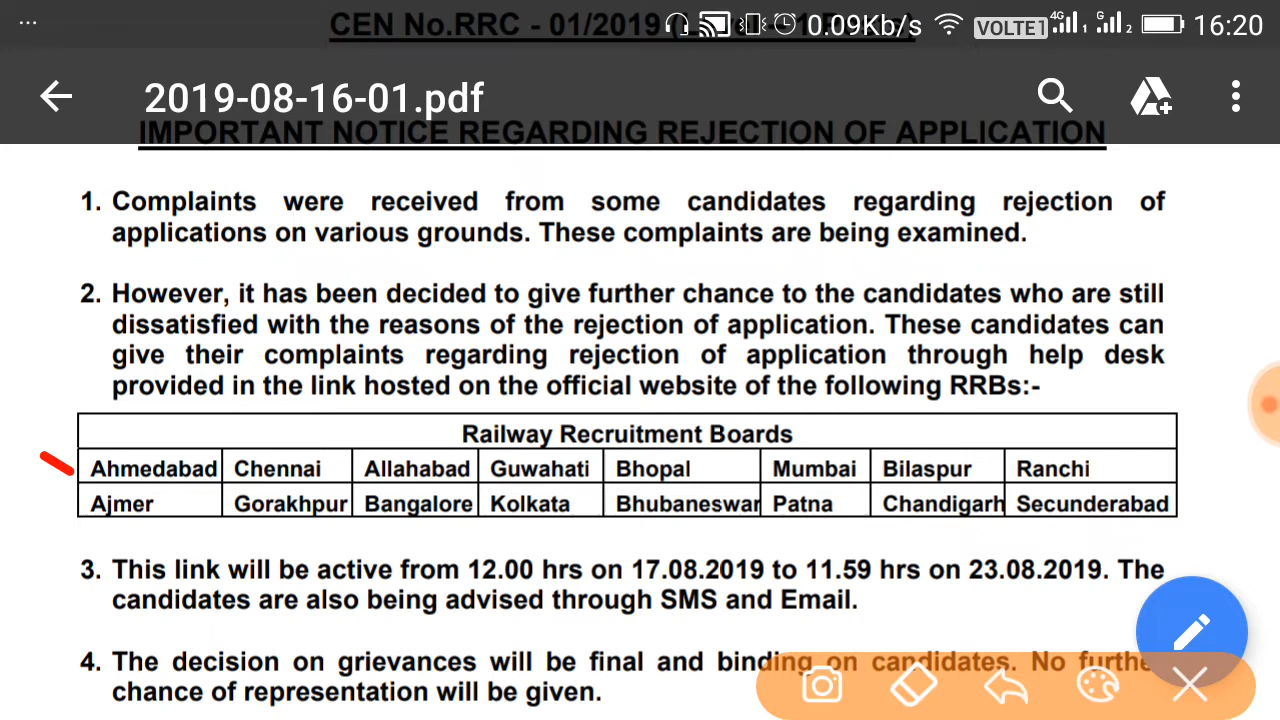 ...
0.09Kb/s VOLTE1 4G 1 G 2 16:20
CEN No.RRC - 01/2019
2019-08-16-01.pdf
IMPORTANT NOTICE REGARDING REJECTION OF APPLICATION
1. Complaints were received from some candidates regarding rejection of
applications on various grounds. These complaints are being examined.
2. However, it has been decided to give further chance to the candidates who are still
dissatisfied with the reasons of the rejection of application. These candidates can
give their complaints regarding rejection of application through help desk
provided in the link hosted on the official website of the following RRBs:-
Railway Recruitment Boards
Ahmedabad Chennai Allahabad Guwahati Bhopal Mumbai Bilaspur Ranchi
Ajmer Gorakhpur Bangalore Kolkata Bhubaneswar Patna Chandigarh Secunderabad
3. This link will be active from 12.00 hrs on 17.08.2019 to 11.59 hrs on 23.08.2019. The
candidates are also being advised through SMS and Email.
4. The decision on grievances will be final and binding on candidates. No furthe
chance of representation will be given.